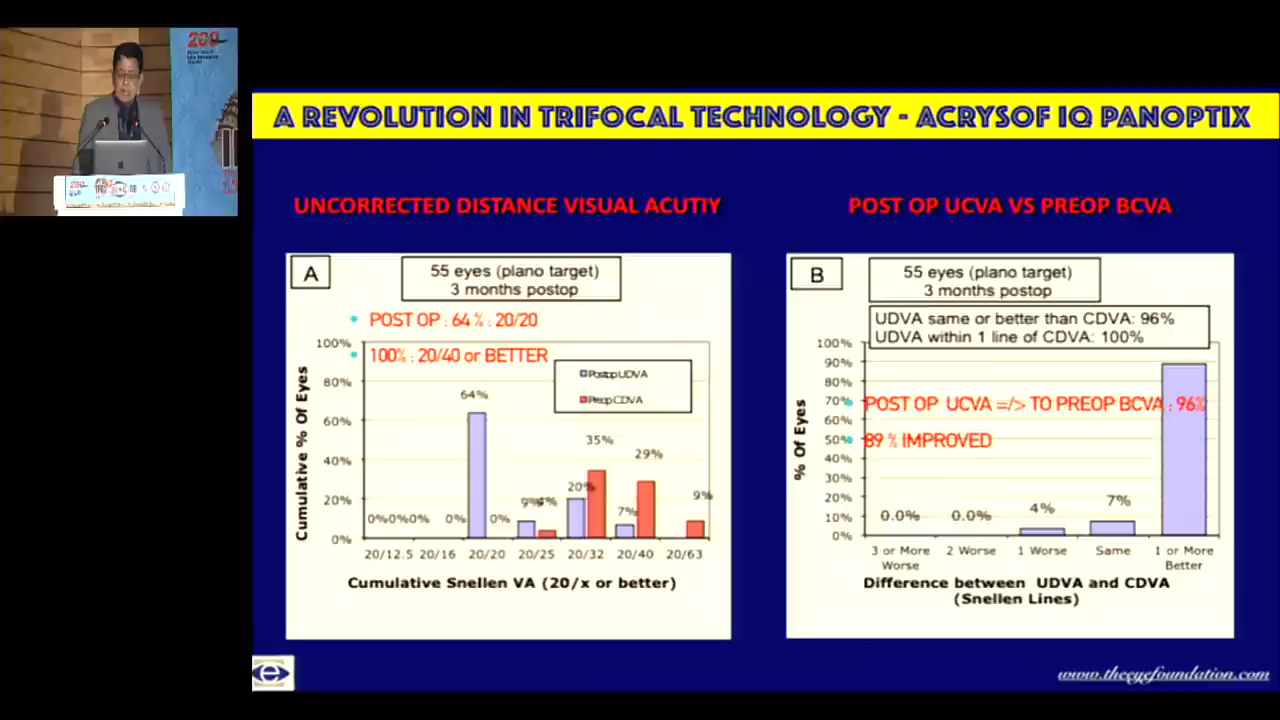 200
A REVOLUTION IN TRIFOCAL TECHNOLOGY - ACRYSOF IQ PANOPTIX
UNCORRECTED DISTANCE VISUAL ACUTIY
A
55 eyes (plano target)
3 months postop
POST OP : 64 % : 20/20
100% : 20/40 or BETTER
Postop UDVA
Preop CDVA
Cumulative % Of Eyes
100%
80%
60%
40%
20%
0%
0%0%0% 0% 64% 0% 9% 4% 20% 35% 7% 29% 9%
20/12.5 20/16 20/20 20/25 20/32 20/40 20/63
Cumulative Snellen VA (20/x or better)
POST OP UCVA VS PREOP BCVA
B
55 eyes (plano target)
3 months postop
UDVA same or better than CDVA: 96%
UDVA within 1 line of CDVA: 100%
POST OP UCVA =/> TO PREOP BCVA : 96%
89 % IMPROVED
% Of Eyes
100%
90%
80%
70%
60%
50%
40%
30%
20%
10%
0%
0.0% 0.0% 4% 7%
3 or More Worse 2 Worse 1 Worse Same 1 or More Better
Difference between UDVA and CDVA
(Snellen Lines)
e
www.theeyefoundation.com